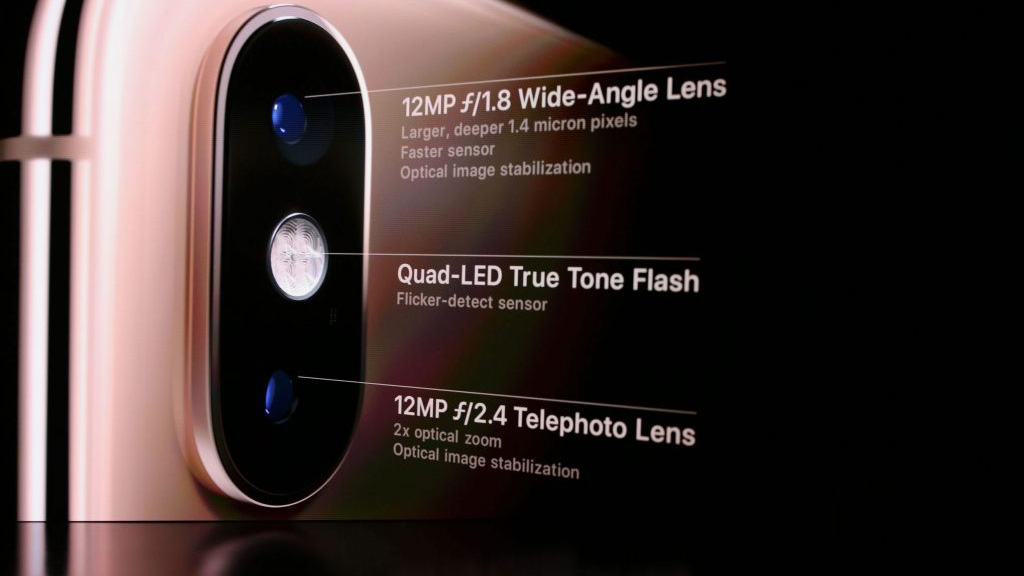 12MP ƒ/1.8 Wide-Angle Lens
Larger, deeper 1.4 micron pixels
Faster sensor
Optical image stabilization
Quad-LED True Tone Flash
Flicker-detect sensor
12MP ƒ/2.4 Telephoto Lens
2x optical zoom
Optical image stabilization